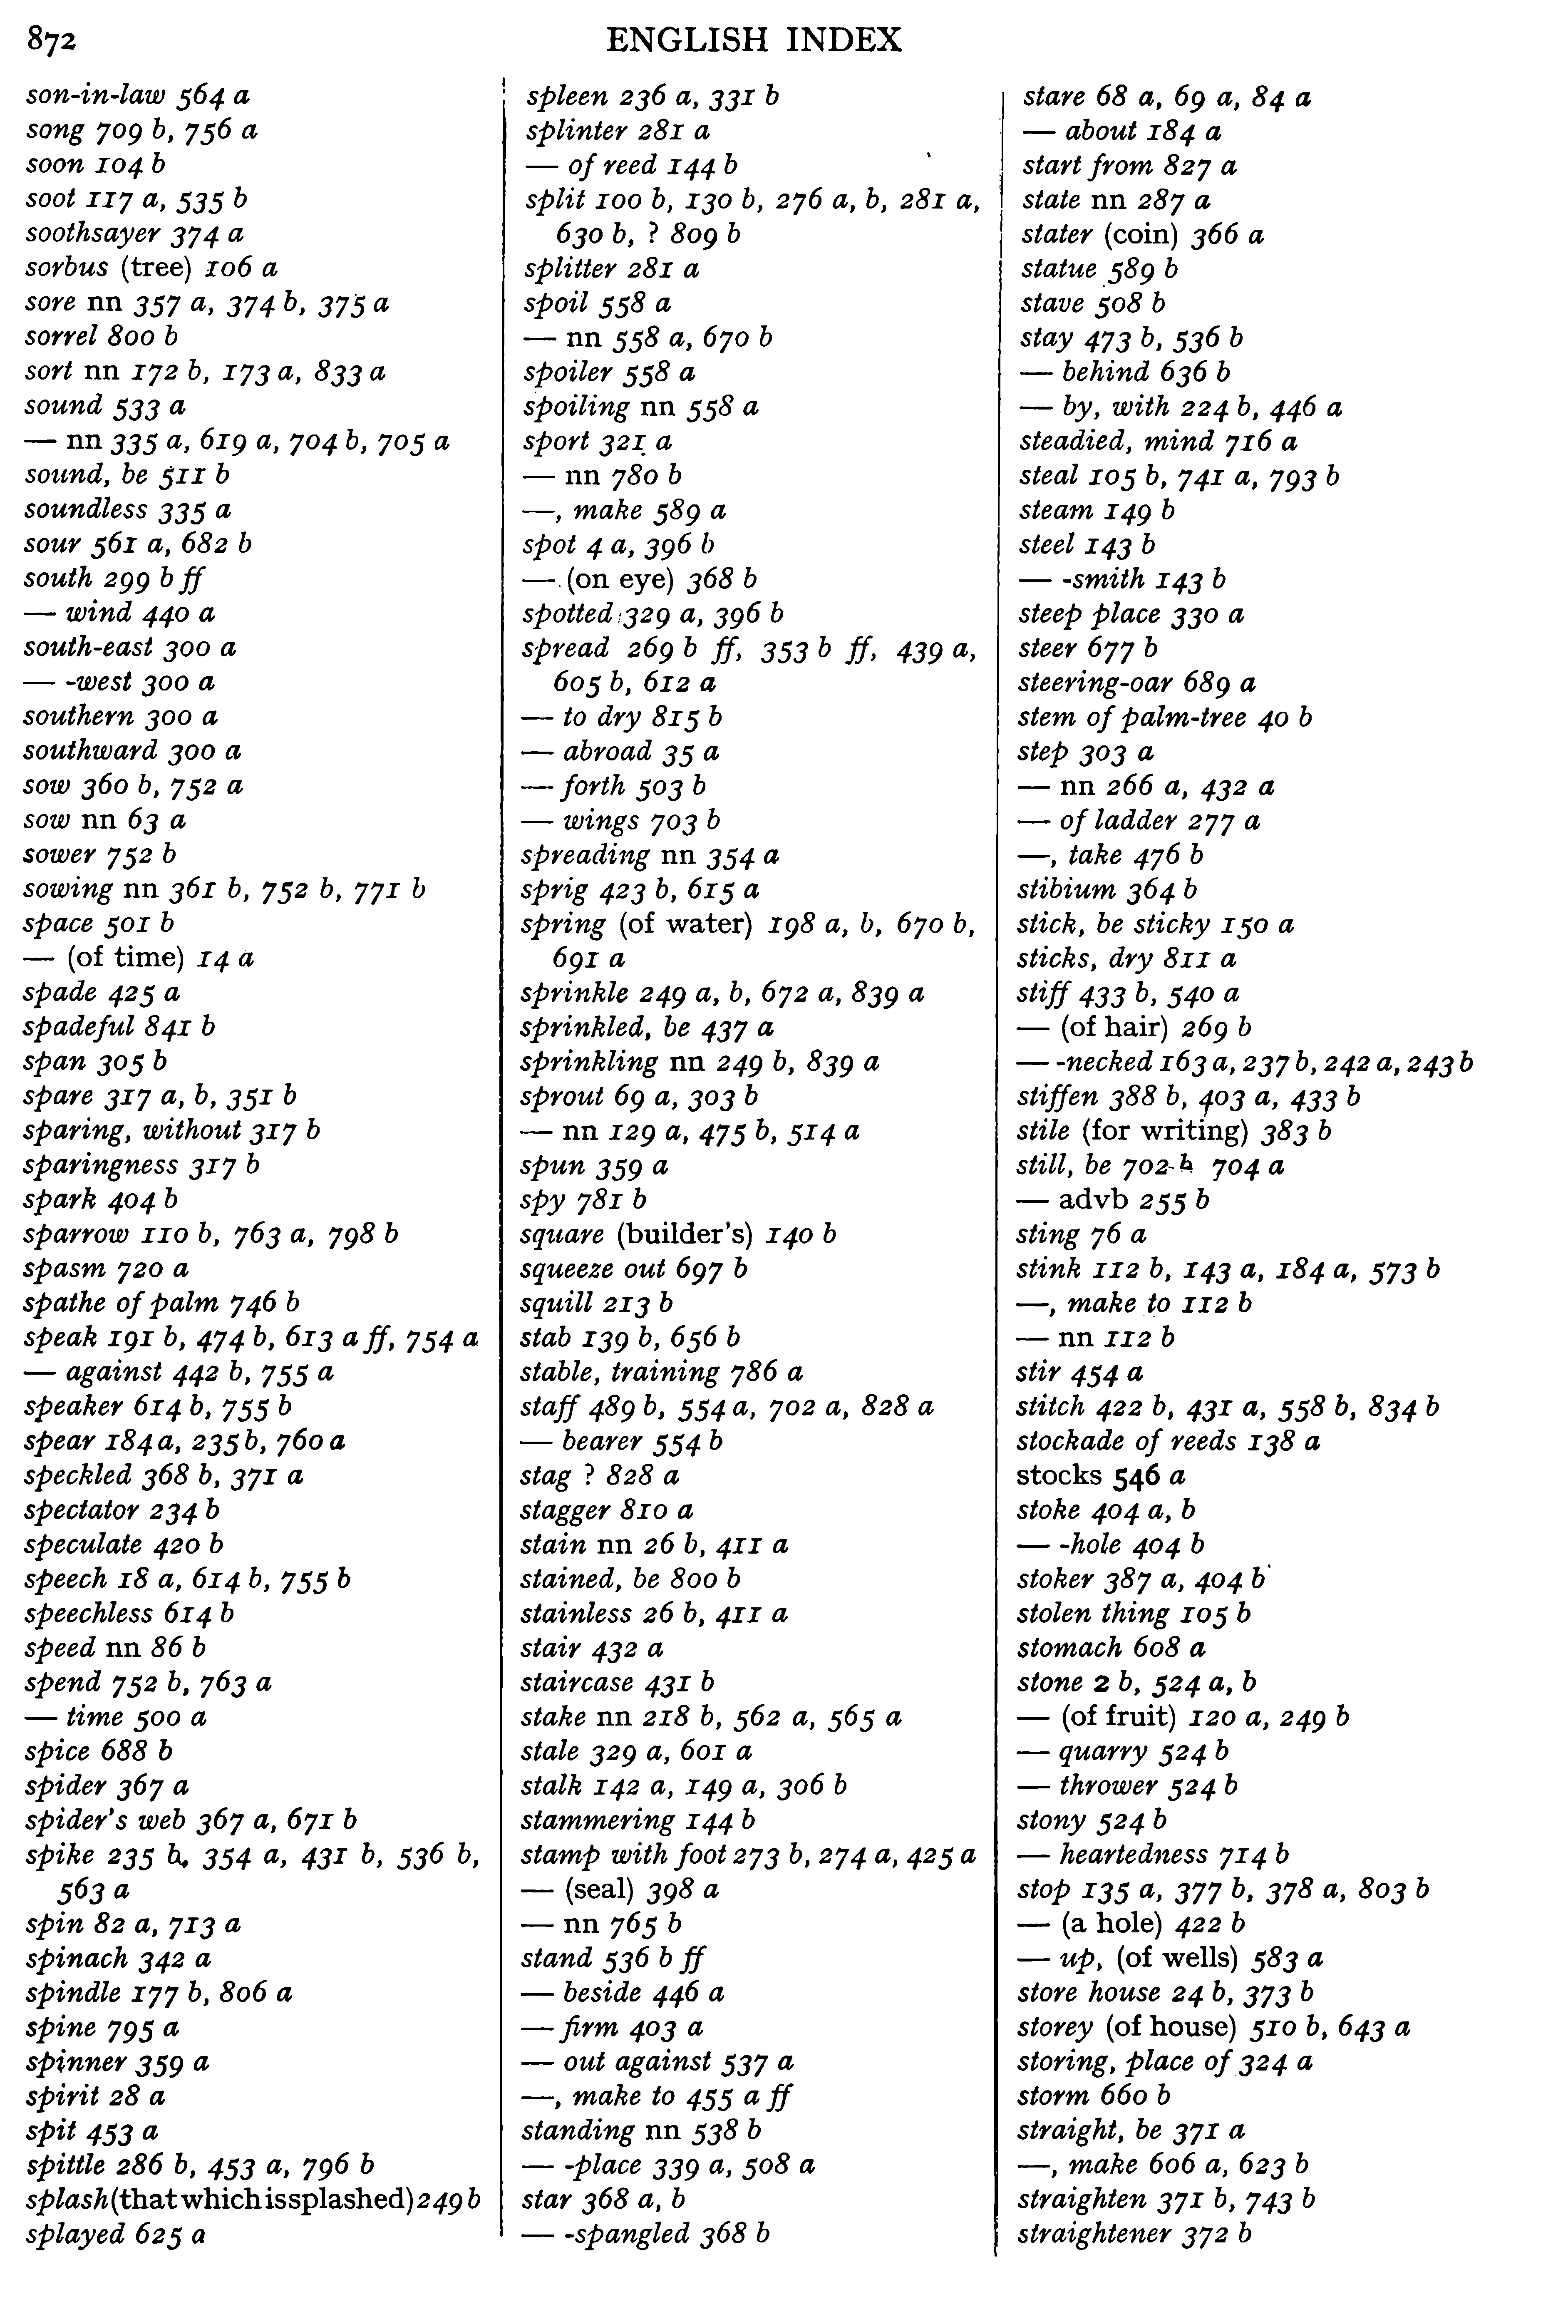 872
ENGLISH INDEX
son-in-law 564 a
song 709 b, 756 a
soon 104 b
soot 117 a, 535 b
soothsayer 374 a
sorbus (tree) 106 a
sore nn 357 a, 374 b, 375 a
sorrel 800 b
sort nn 172 b, 173 a, 833 a
sound 533 a
— nn 335 a, 619 a, 704 b, 705 a
sound, be 511 b
soundless 335 a
sour 561 a, 682 b
south 299 b ff
— wind 440 a
south-east 300 a
— -west 300 a
southern 300 a
southward 300 a
sow 360 b, 752 a
sow nn 63 a
sower 752 b
sowing nn 361 b, 752 b, 771 b
space 501 b
— (of time) 14 a
spade 425 a
spadeful 841 b
span 305 b
spare 317 a, b, 351 b
sparing, without 317 b
sparingness 317 b
spark 404 b
sparrow 110 b, 763 a, 798 b
spasm 720 a
spathe of palm 746 b
speak 191 b, 474 b, 613 a ff, 754 a
— against 442 b, 755 a
speaker 614 b, 755 b
spear 184 a, 235 b, 760 a
speckled 368 b, 371 a
spectator 234 b
speculate 420 b
speech 18 a, 614 b, 755 b
speechless 614 b
speed nn 86 b
spend 752 b, 763 a
— time 500 a
spice 688 b
spider 367 a
spider's web 367 a, 671 b
spike 235 b, 354 a, 431 b, 536 b,
563 a
spin 82 a, 713 a
spinach 342 a
spindle 177 b, 806 a
spine 795 a
spinner 359 a
spirit 28 a
spit 453 a
spittle 286 b, 453 a, 796 b
splash (that which is splashed) 249 b
splayed 625 a
spleen 236 a, 331 b
splinter 281 a
— of reed 144 b
split 100 b, 130 b, 276 a, b, 281 a,
630 b, ? 809 b
splitter 281 a
spoil 558 a
— nn 558 a, 670 b
spoiler 558 a
spoiling nn 558 a
sport 321 a
— nn 780 b
—, make 589 a
spot 4 a, 396 b
— (on eye) 368 b
spotted 329 a, 396 b
spread 269 b ff, 353 b ff, 439 a,
605 b, 612 a
— to dry 815 b
— abroad 35 a
— forth 503 b
— wings 703 b
spreading nn 354 a
sprig 423 b, 615 a
spring (of water) 198 a, b, 670 b,
691 a
sprinkle 249 a, b, 672 a, 839 a
sprinkled, be 437 a
sprinkling nn 249 b, 839 a
sprout 69 a, 303 b
— nn 129 a, 475 b, 514 a
spun 359 a
spy 781 b
square (builder's) 140 b
squeeze out 697 b
squill 213 b
stab 139 b, 656 b
stable, training 786 a
staff 489 b, 554 a, 702 a, 828 a
— bearer 554 b
stag ? 828 a
stagger 810 a
stain nn 26 b, 411 a
stained, be 800 b
stainless 26 b, 411 a
stair 432 a
staircase 431 b
stake nn 218 b, 562 a, 565 a
stale 329 a, 601 a
stalk 142 a, 149 a, 306 b
stammering 144 b
stamp with foot 273 b, 274 a, 425 a
— (seal) 398 a
— nn 765 b
stand 536 b ff
— beside 446 a
— firm 403 a
— out against 537 a
—, make to 455 a ff
standing nn 538 b
— -place 339 a, 508 a
star 368 a, b
— -spangled 368 b
stare 68 a, 69 a, 84 a
— about 184 a
start from 827 a
state nn 287 a
stater (coin) 366 a
statue 589 b
stave 508 b
stay 473 b, 536 b
— behind 636 b
— by, with 224 b, 446 a
steadied, mind 716 a
steal 105 b, 741 a, 793 b
steam 149 b
steel 143 b
— -smith 143 b
steep place 330 a
steer 677 b
steering-oar 689 a
stem of palm-tree 40 b
step 303 a
— nn 266 a, 432 a
— of ladder 277 a
—, take 476 b
stibium 364 b
stick, be sticky 150 a
sticks, dry 811 a
stiff 433 b, 540 a
— (of hair) 269 b
— -necked 163 a, 237 b, 242 a, 243 b
stiffen 388 b, 403 a, 433 b
stile (for writing) 383 b
still, be 702 b 704 a
— advb 255 b
sting 76 a
stink 112 b, 143 a, 184 a, 573 b
—, make to 112 b
— nn 112 b
stir 454 a
stitch 422 b, 431 a, 558 b, 834 b
stockade of reeds 138 a
stocks 546 a
stoke 404 a, b
— -hole 404 b
stoker 387 a, 404 b
stolen thing 105 b
stomach 608 a
stone 2 b, 524 a, b
— (of fruit) 120 a, 249 b
— quarry 524 b
— thrower 524 b
stony 524 b
— heartedness 714 b
stop 135 a, 377 b, 378 a, 803 b
— (a hole) 422 b
— up, (of wells) 583 a
store house 24 b, 373 b
storey (of house) 510 b, 643 a
storing, place of 324 a
storm 660 b
straight, be 371 a
—, make 606 a, 623 b
straighten 371 b, 743 b
straightener 372 b